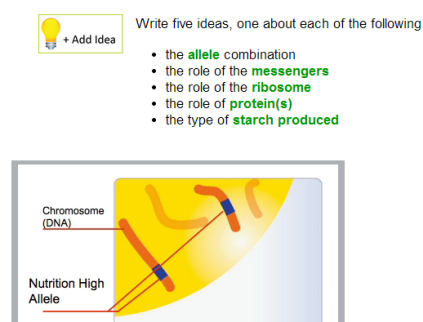 + Add Idea
Write five ideas, one about each of the following
• the allele combination
• the role of the messengers
• the role of the ribosome
• the role of protein(s)
• the type of starch produced
Chromosome
(DNA)
Nutrition High
Allele